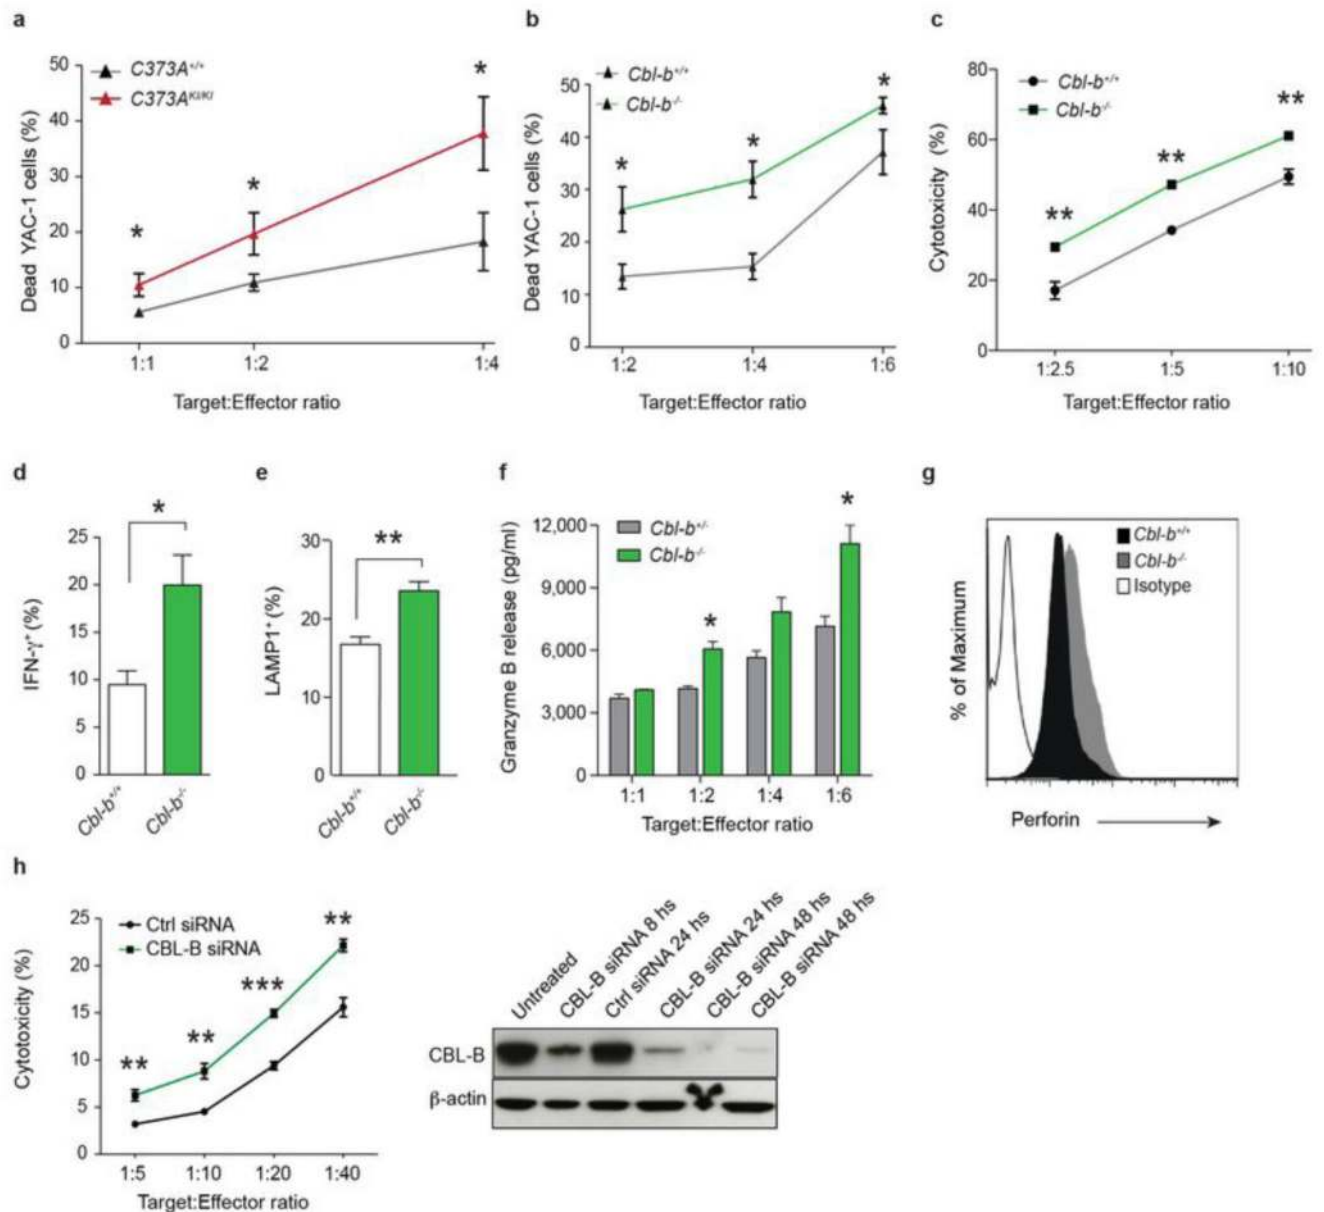 a
50
40
30
20
10
0
Dead YAC-1 cells (%)
C373A+/+
C373AKI/KI
*
*
*
1:1
1:2
1:4
Target:Effector ratio
b
50
40
30
20
10
0
Dead YAC-1 cells (%)
Cbl-b+/+
Cbl-b-/-
*
*
*
1:2
1:4
1:6
Target:Effector ratio
c
80
60
40
20
0
Cytotoxicity (%)
Cbl-b+/+
Cbl-b-/-
**
**
**
1:2.5
1:5
1:10
Target:Effector ratio
d
25
20
15
10
5
0
IFN-γ+ (%)
*
Cbl-b+/+
Cbl-b-/-
e
30
20
10
0
LAMP1+ (%)
**
Cbl-b+/+
Cbl-b-/-
f
12,000
9,000
6,000
3,000
0
Granzyme B release (pg/ml)
Cbl-b+/-
Cbl-b-/-
*
*
1:1
1:2
1:4
1:6
Target:Effector ratio
g
% of Maximum
Cbl-b+/+
Cbl-b-/-
Isotype
Perforin
h
25
20
15
10
5
0
Cytotoxicity (%)
Ctrl siRNA
CBL-B siRNA
**
**
***
**
1:5
1:10
1:20
1:40
Target:Effector ratio
Untreated
CBL-B siRNA 8 hs
Ctrl siRNA 24 hs
CBL-B siRNA 24 hs
CBL-B siRNA 48 hs
CBL-B siRNA 48 hs
CBL-B
β-actin